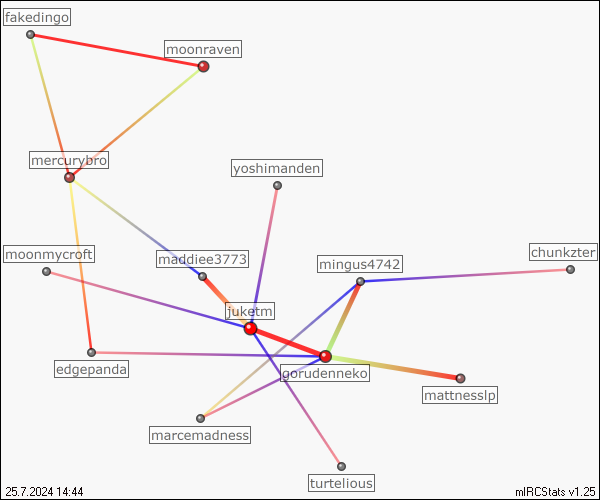 fakedingo
moonraven
mercurybro
yoshimanden
moonmycroft
maddiee3773
mingus4742
chunkzter
juketm
edgepanda
gorudenneko
mattnesslp
marcemadness
turtelious
25.7.2024 14:44
mIRCStats v1.25